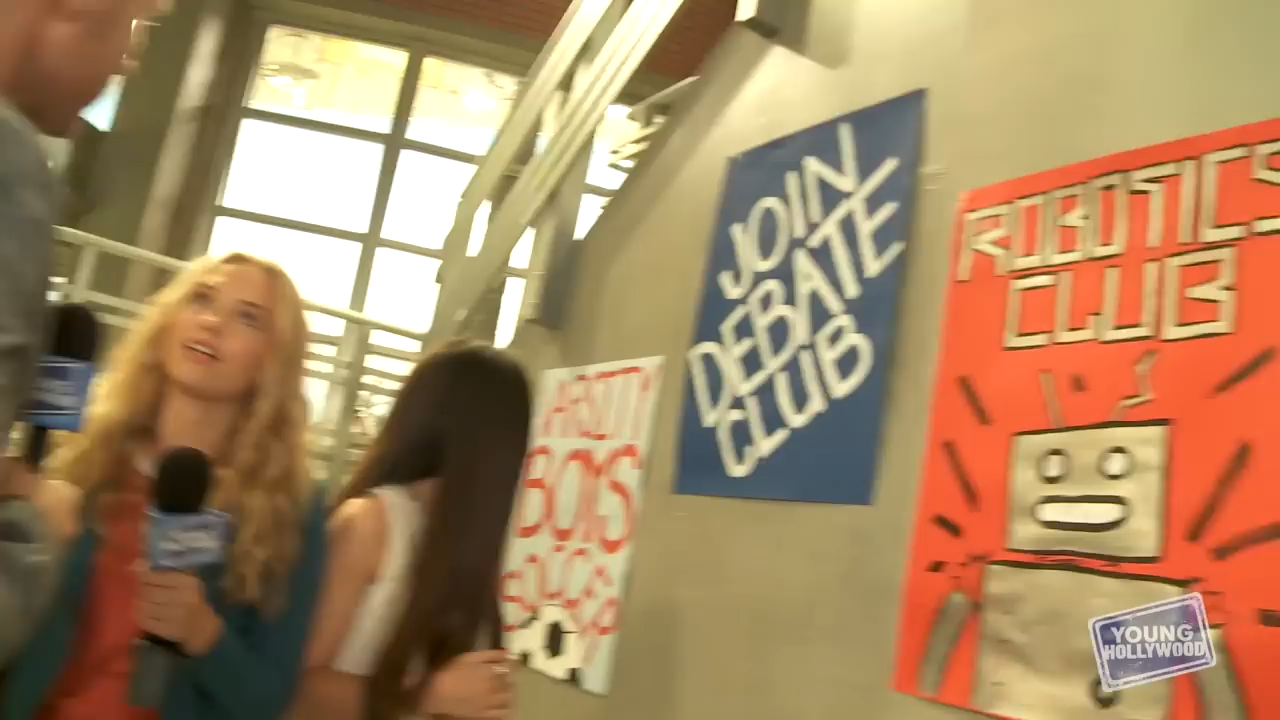 JOIN
DEBATE
CLUB
ROBOTICS
CLUB
VARSITY
BOYS
SOCCER
YOUNG
HOLLYWOOD